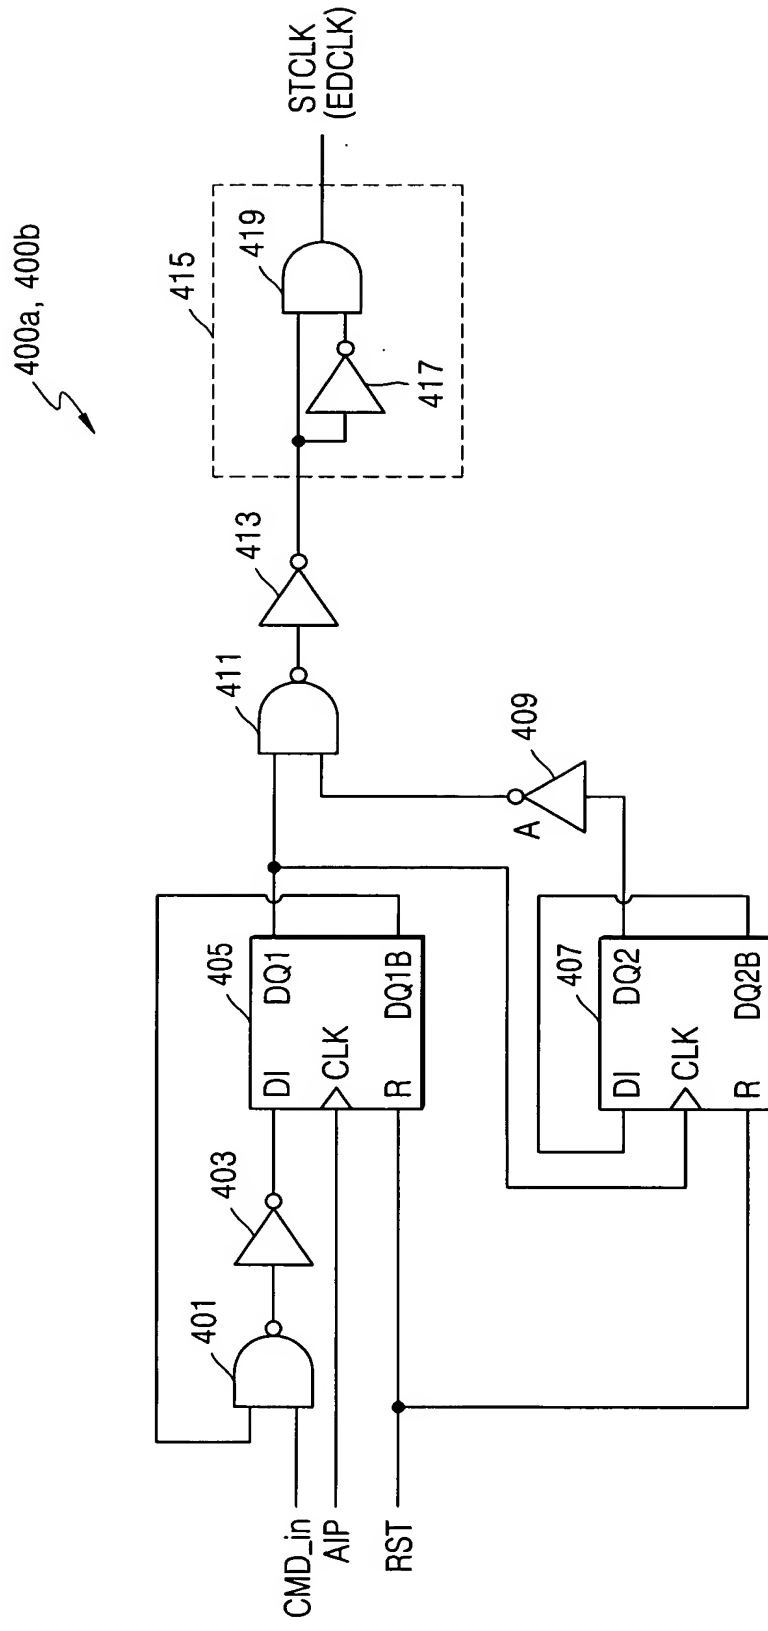 400a, 400b
STCLK
(EDCLK)
415
419
417
413
411
409
A
405
DI
DQ1
CLK
R
DQ1B
403
401
CMD_in
AIP
RST
407
DI
DQ2
CLK
R
DQ2B